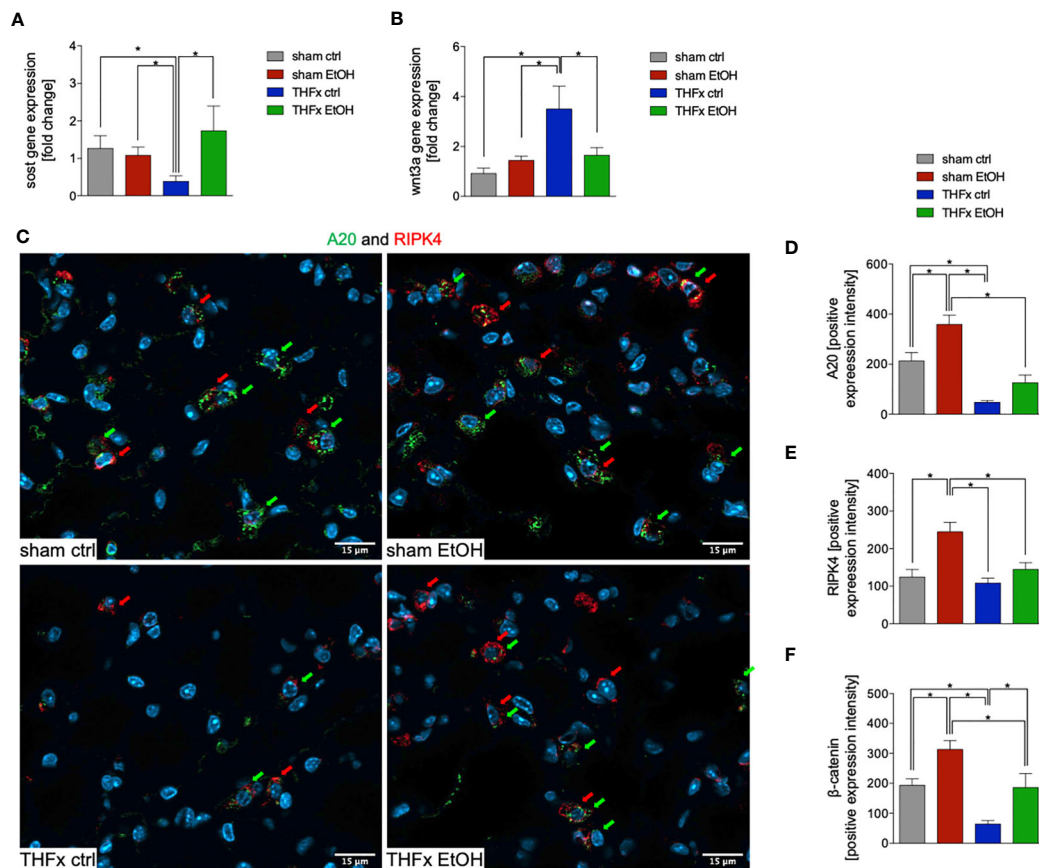 A
sost gene expression
[fold change]
4
3
2
1
0
*
*
*
sham ctrl
sham EtOH
THFx ctrl
THFx EtOH
B
wnt3a gene expression
[fold change]
6
4
2
0
*
*
*
sham ctrl
sham EtOH
THFx ctrl
THFx EtOH
sham ctrl
sham EtOH
THFx ctrl
THFx EtOH
C
A20 and RIPK4
sham ctrl
15 µm
sham EtOH
15 µm
THFx ctrl
15 µm
THFx EtOH
15 µm
D
A20 [positive
expreession intensity]
600
400
200
0
*
*
*
*
E
RIPK4 [positive
expreession intensity]
400
300
200
100
0
*
*
*
F
β-catenin
[positive expression intensity]
500
400
300
200
100
0
*
*
*
*
*